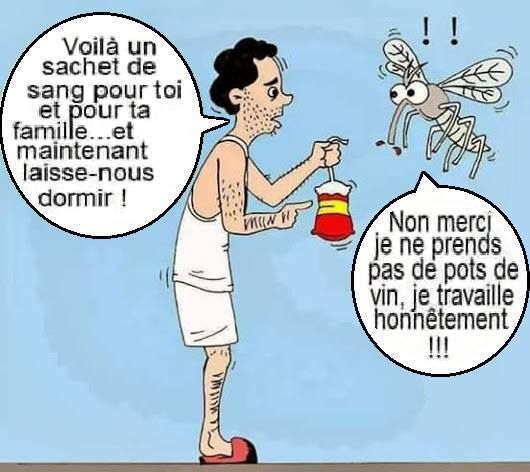 Voilà un
sachet de
sang pour toi
et pour ta
famille...et
maintenant
laisse-nous
dormir !
! !
Non merci
je ne prends
pas de pots de
vin, je travaille
honnêtement
!!!